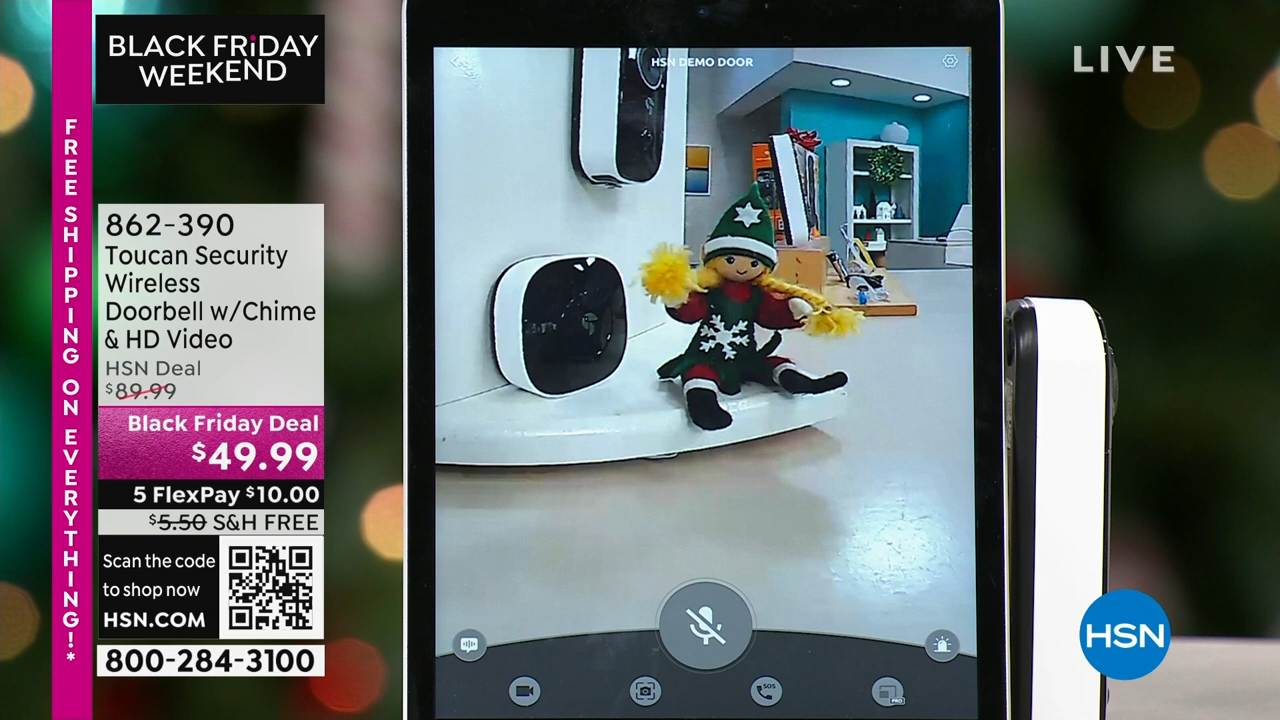 BLACK FRiDAY
WEEKEND
FREE SHIPPING ON EVERYTHING!*
862-390
Toucan Security
Wireless
Doorbell w/Chime
& HD Video
HSN Deal
$89.99
Black Friday Deal
$49.99
5 FlexPay $10.00
$5.50 S&H FREE
Scan the code
to shop now
HSN.COM
800-284-3100
HSN DEMO DOOR
SOS
PRO
LIVE
HSN